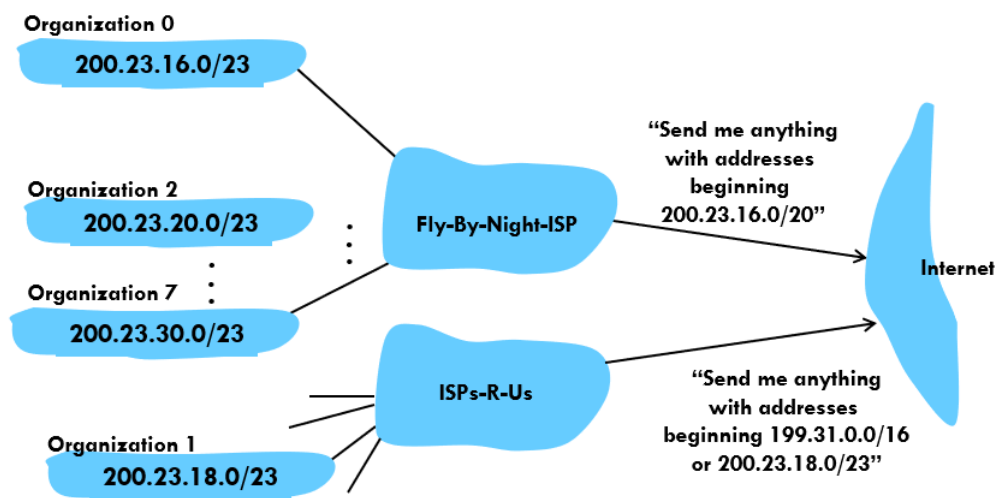 Organization 0
200.23.16.0/23
Organization 2
200.23.20.0/23
Organization 7
200.23.30.0/23
Fly-By-Night-ISP
“Send me anything
with addresses
beginning
200.23.16.0/20”
Internet
ISPs-R-Us
“Send me anything
with addresses
beginning 199.31.0.0/16
or 200.23.18.0/23”
Organization 1
200.23.18.0/23